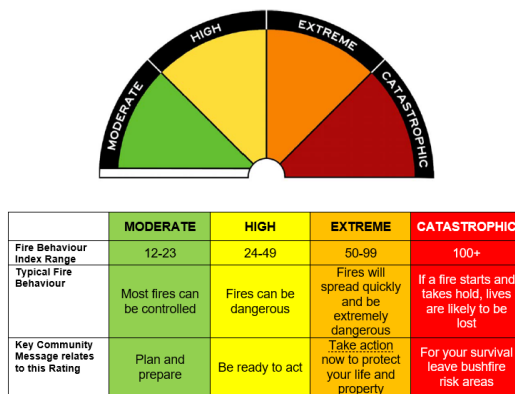 MODERATE
HIGH
EXTREME
CATASTROPHIC
MODERATE HIGH EXTREME CATASTROPHIC
Fire Behaviour
Index Range
12-23 24-49 50-99 100+
Typical Fire
Behaviour
Most fires can
be controlled
Fires can be
dangerous
Fires will
spread quickly
and be
extremely
dangerous
If a fire starts and
takes hold, lives
are likely to be
lost
Key Community
Message relates
to this Rating
Plan and
prepare
Be ready to act
Take action
now to protect
your life and
property
For your survival
leave bushfire
risk areas